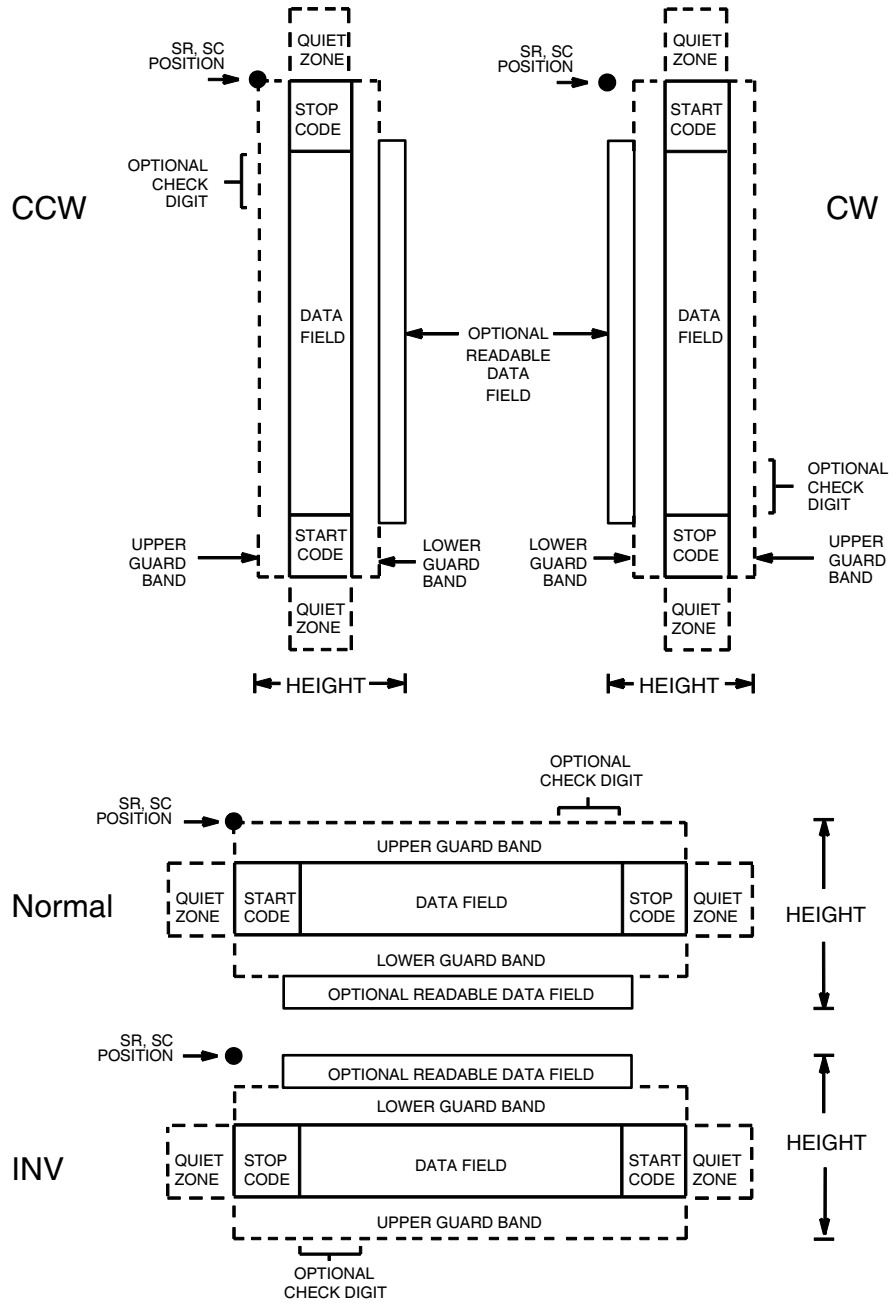 QUIET
ZONE
SR, SC
POSITION
STOP
CODE
OPTIONAL
CHECK
DIGIT
CCW
DATA
FIELD
START
CODE
UPPER
GUARD
BAND
LOWER
GUARD
BAND
QUIET
ZONE
HEIGHT
OPTIONAL
READABLE
DATA
FIELD
QUIET
ZONE
SR, SC
POSITION
START
CODE
CW
DATA
FIELD
OPTIONAL
CHECK
DIGIT
STOP
CODE
LOWER
GUARD
BAND
UPPER
GUARD
BAND
QUIET
ZONE
HEIGHT
OPTIONAL
CHECK DIGIT
SR, SC
POSITION
UPPER GUARD BAND
Normal
QUIET
ZONE
START
CODE
DATA FIELD
STOP
CODE
QUIET
ZONE
HEIGHT
LOWER GUARD BAND
OPTIONAL READABLE DATA FIELD
SR, SC
POSITION
OPTIONAL READABLE DATA FIELD
LOWER GUARD BAND
INV
QUIET
ZONE
STOP
CODE
DATA FIELD
START
CODE
QUIET
ZONE
HEIGHT
UPPER GUARD BAND
OPTIONAL
CHECK DIGIT